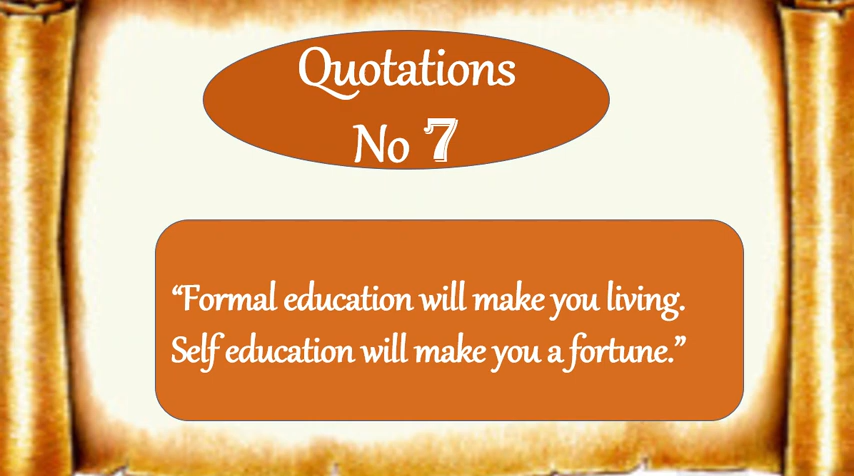 Quotations
No 7
“Formal education will make you living.
Self education will make you a fortune.”